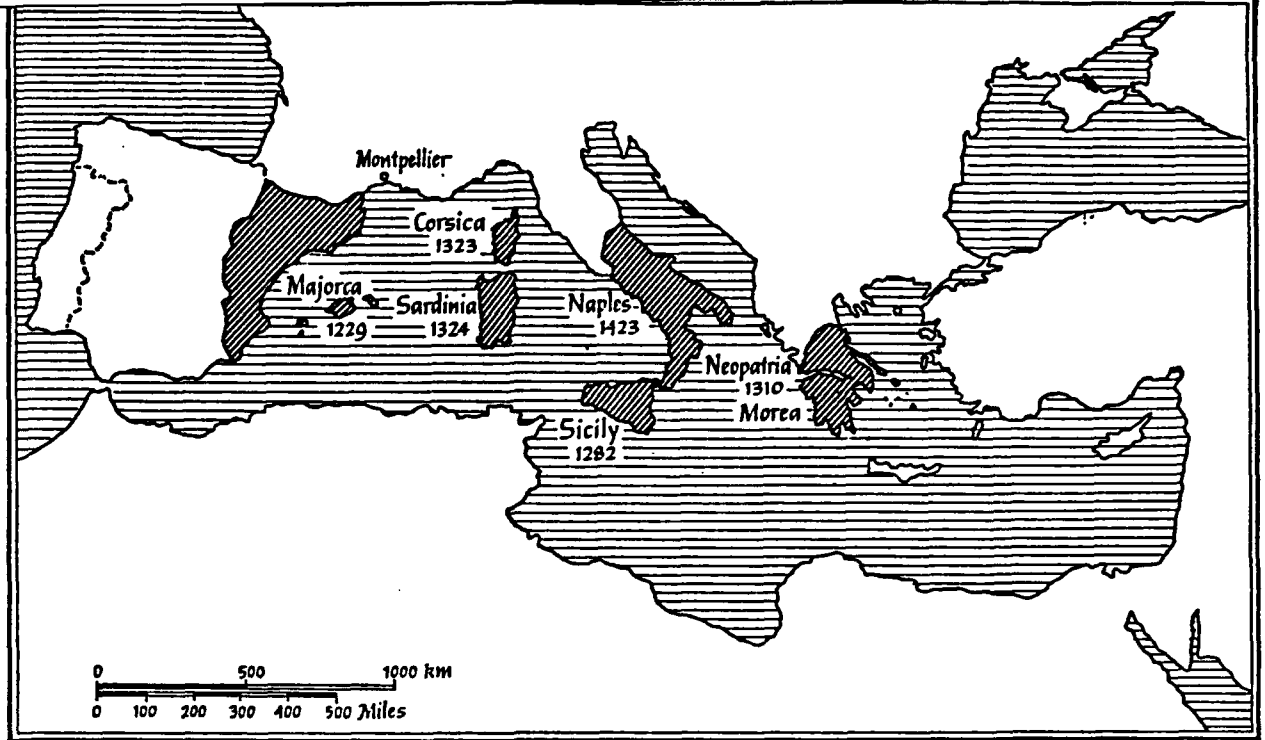 Montpellier
Corsica
1323
Majorca
1229
Sardinia
1324
Naples-
1423
Neopatria
1310
Morea
Sicily
1282
0 500 1000 km
0 100 200 300 400 500 Miles